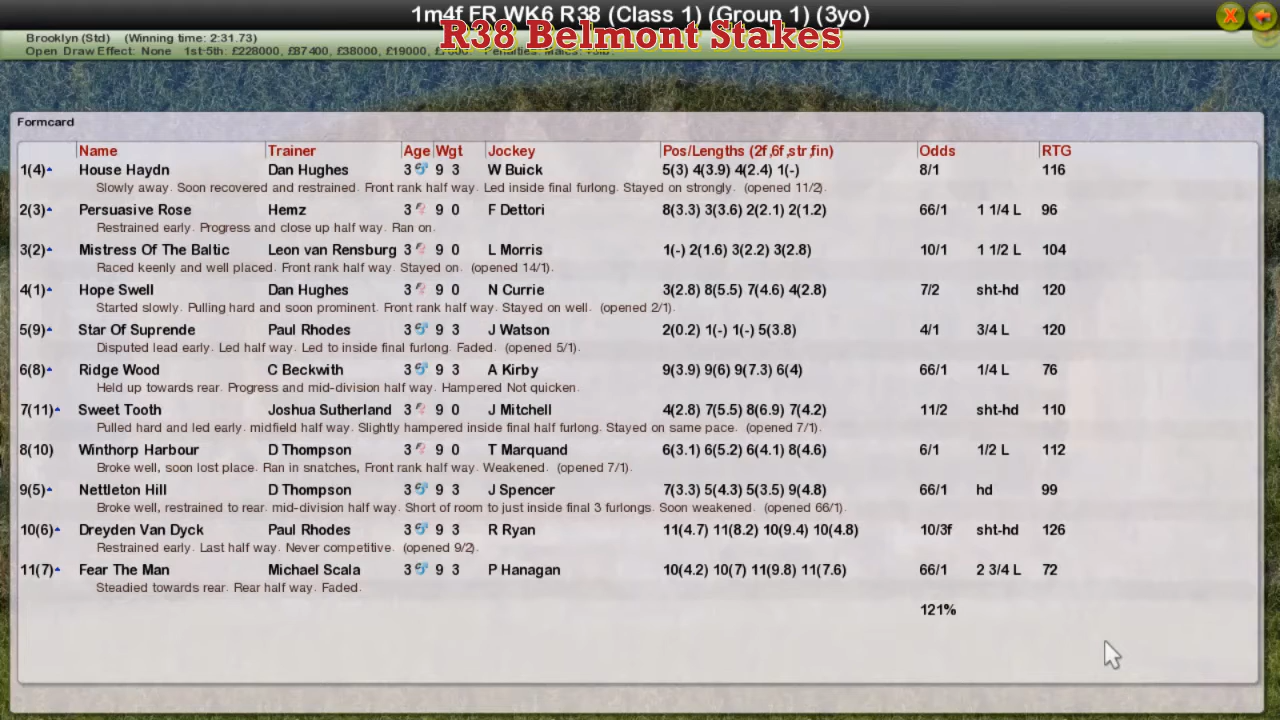 1m4f FR WK6 R38 (Class 1) (Group 1) (3yo)
R38 Belmont Stakes
Brooklyn (Std) (Winning time: 2:31.73)
Open Draw Effect: None 1st-5th: £228000, £87400, £38000, £19000,
Formcard
Name Trainer Age Wgt Jockey Pos/Lengths (2f,6f,str,fin) Odds RTG
1(4) House Haydn Dan Hughes 3 9 3 W Buick 5(3) 4(3.9) 4(2.4) 1(-) 8/1 116
Slowly away. Soon recovered and restrained. Front rank half way. Led inside final furlong. Stayed on strongly. (opened 11/2).
2(3) Persuasive Rose Hemz 3 9 0 F Dettori 8(3.3) 3(3.6) 2(2.1) 2(1.2) 66/1 1 1/4 L 96
Restrained early. Progress and close up half way. Ran on.
3(2) Mistress Of The Baltic Leon van Rensburg 3 9 0 L Morris 1(-) 2(1.6) 3(2.2) 3(2.8) 10/1 1 1/2 L 104
Raced keenly and well placed. Front rank half way. Stayed on. (opened 14/1).
4(1) Hope Swell Dan Hughes 3 9 0 N Currie 3(2.8) 8(5.5) 7(4.6) 4(2.8) 7/2 sht-hd 120
Started slowly. Pulling hard and soon prominent. Front rank half way. Stayed on well. (opened 2/1).
5(9) Star Of Suprende Paul Rhodes 3 9 3 J Watson 2(0.2) 1(-) 1(-) 5(3.8) 4/1 3/4 L 120
Disputed lead early. Led half way. Led to inside final furlong. Faded. (opened 5/1).
6(8) Ridge Wood C Beckwith 3 9 3 A Kirby 9(3.9) 9(6) 9(7.3) 6(4) 66/1 1/4 L 76
Held up towards rear. Progress and mid-division half way. Hampered Not quicken.
7(11) Sweet Tooth Joshua Sutherland 3 9 0 J Mitchell 4(2.8) 7(5.5) 8(6.9) 7(4.2) 11/2 sht-hd 110
Pulled hard and led early. midfield half way. Slightly hampered inside final half furlong. Stayed on same pace. (opened 7/1).
8(10) Winthorp Harbour D Thompson 3 9 0 T Marquand 6(3.1) 6(5.2) 6(4.1) 8(4.6) 6/1 1/2 L 112
Broke well, soon lost place. Ran in snatches, Front rank half way. Weakened. (opened 7/1).
9(5) Nettleton Hill D Thompson 3 9 3 J Spencer 7(3.3) 5(4.3) 5(3.5) 9(4.8) 66/1 hd 99
Broke well, restrained to rear. mid-division half way. Short of room to just inside final 3 furlongs. Soon weakened. (opened 66/1).
10(6) Dreyden Van Dyck Paul Rhodes 3 9 3 R Ryan 11(4.7) 11(8.2) 10(9.4) 10(4.8) 10/3f sht-hd 126
Restrained early. Last half way. Never competitive. (opened 9/2).
11(7) Fear The Man Michael Scala 3 9 3 P Hanagan 10(4.2) 10(7) 11(9.8) 11(7.6) 66/1 2 3/4 L 72
Steadied towards rear. Rear half way. Faded.
121%